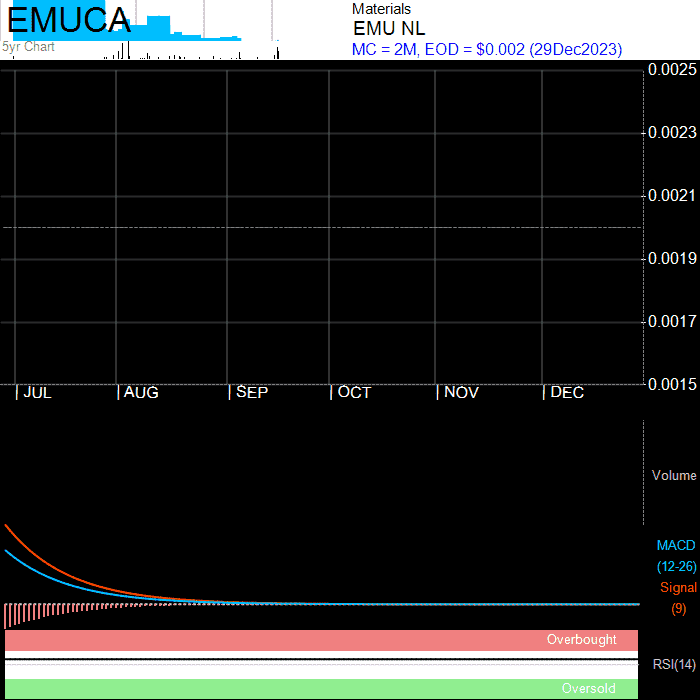 EMUCA
5yr Chart
Materials
EMU NL
MC = 2M, EOD = $0.002 (29Dec2023)
0.0025
0.0023
0.0021
0.0019
0.0017
0.0015
JUL AUG SEP OCT NOV DEC
Volume
MACD
(12-26)
Signal
(9)
Overbought
RSI(14)
Oversold